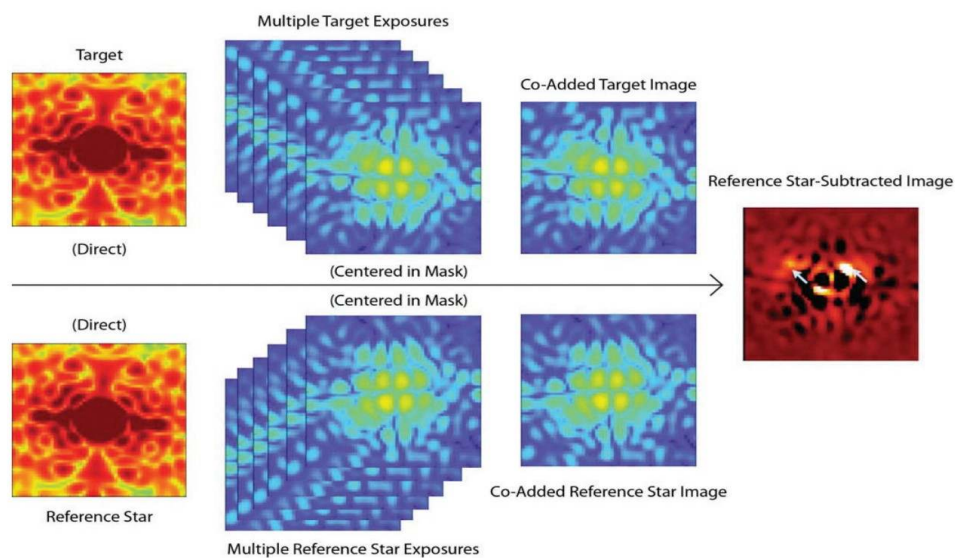 Multiple Target Exposures
Target
Co-Added Target Image
Reference Star-Subtracted Image
(Direct)
(Centered in Mask)
(Centered in Mask)
(Direct)
Reference Star
Co-Added Reference Star Image
Multiple Reference Star Exposures